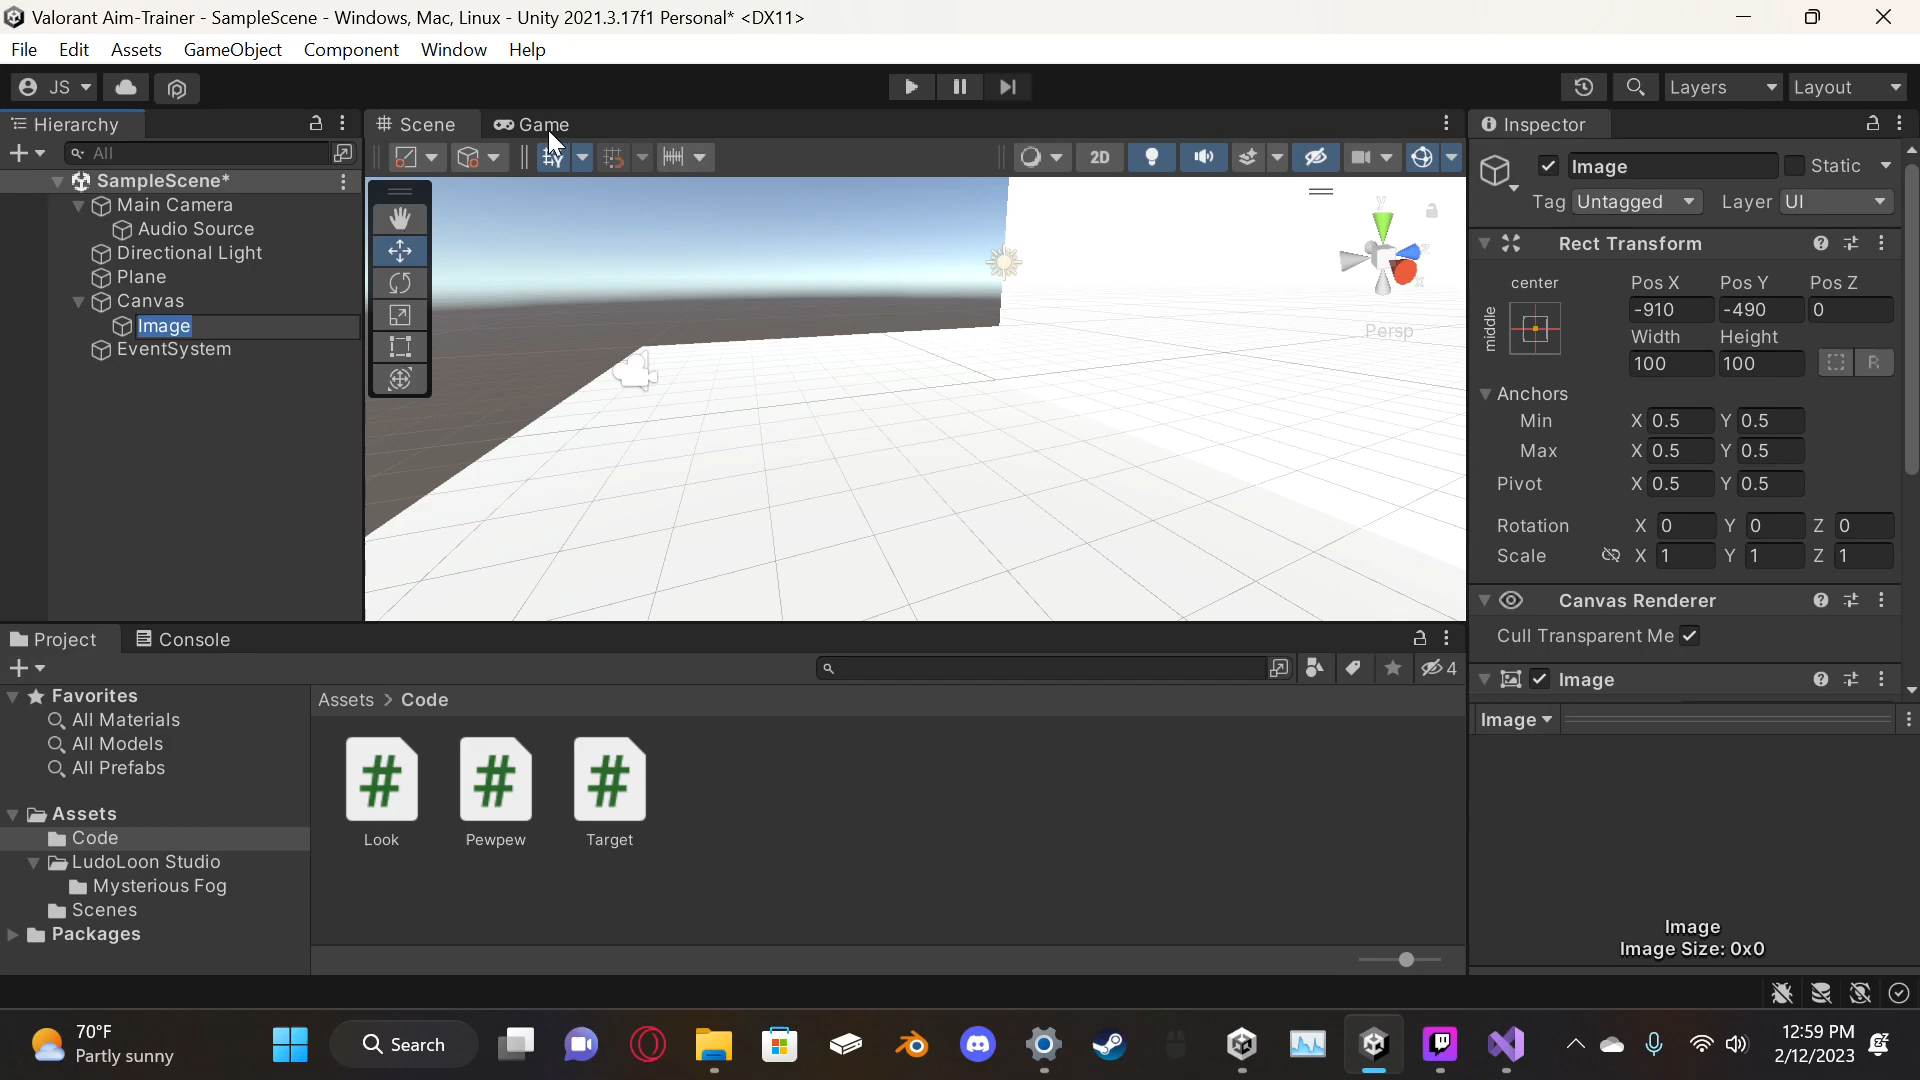 Valorant Aim-Trainer - SampleScene - Windows, Mac, Linux - Unity 2021.3.17f1 Personal* <DX11>
File Edit Assets GameObject Component Window Help
JS Layers Layout
Hierarchy
All
SampleScene*
Main Camera
Audio Source
Directional Light
Plane
Canvas
Image
EventSystem
Scene Game
2D
y
z
x
Persp
Inspector
Image Static
Tag Untagged Layer UI
Rect Transform
center Pos X Pos Y Pos Z
middle -910 -490 0
Width Height
100 100 R
Anchors
Min X 0.5 Y 0.5
Max X 0.5 Y 0.5
Pivot X 0.5 Y 0.5
Rotation X 0 Y 0 Z 0
Scale X 1 Y 1 Z 1
Canvas Renderer
Cull Transparent Me
Image
Image
Image
Image Size: 0x0
Project Console
4
Favorites
All Materials
All Models
All Prefabs
Assets
Code
LudoLoon Studio
Mysterious Fog
Scenes
Packages
Assets > Code
Look Pewpew Target
70°F
Partly sunny
Search
12:59 PM
2/12/2023